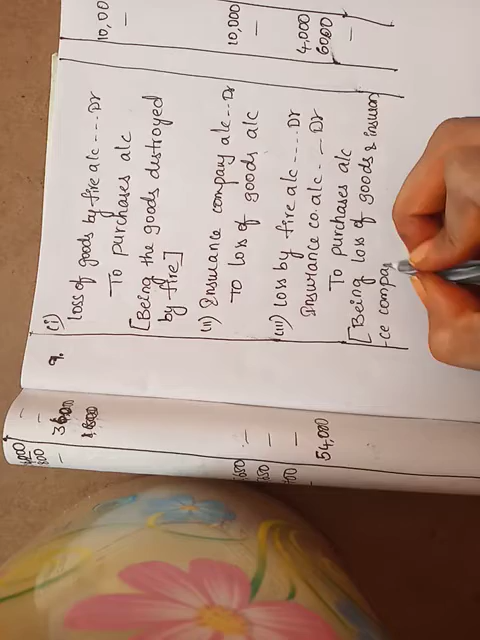 9. (i) Loss of goods by fire a/c ---- Dr 10,00
To purchases a/c –
[Being the goods destroyed
by fire]
(ii) Insurance company a/c -- Dr 10,000
To loss of goods a/c –
(iii) Loss by fire a/c ---- Dr 4,000
Insurance co. a/c. -- Dr 6000
To purchases a/c –
[Being loss of goods & insuran
-ce compa
54,000